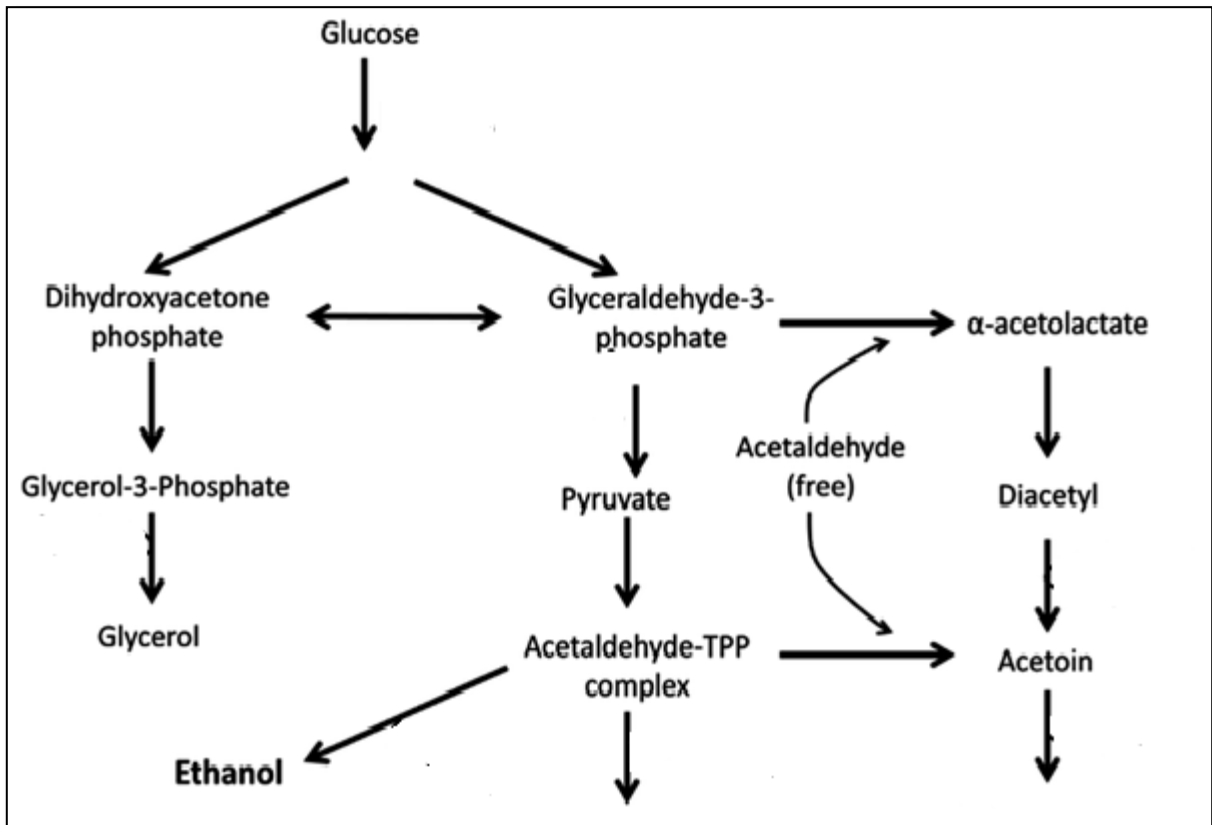 Glucose
Dihydroxyacetone
phosphate
Glyceraldehyde-3-
phosphate
α-acetolactate
Acetaldehyde
(free)
Glycerol-3-Phosphate
Pyruvate
Diacetyl
Glycerol
Acetaldehyde-TPP
complex
Acetoin
Ethanol